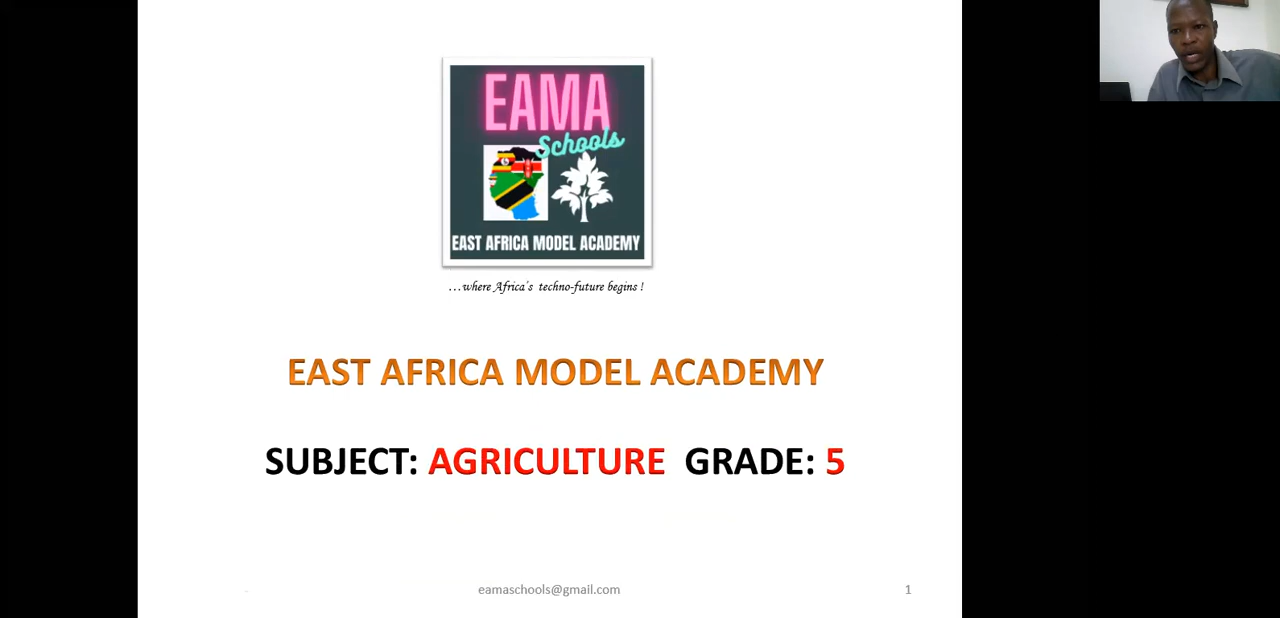 EAMA
Schools
EAST AFRICA MODEL ACADEMY
...where Africa's techno-future begins !
EAST AFRICA MODEL ACADEMY
SUBJECT: AGRICULTURE GRADE: 5
eamaschools@gmail.com
1